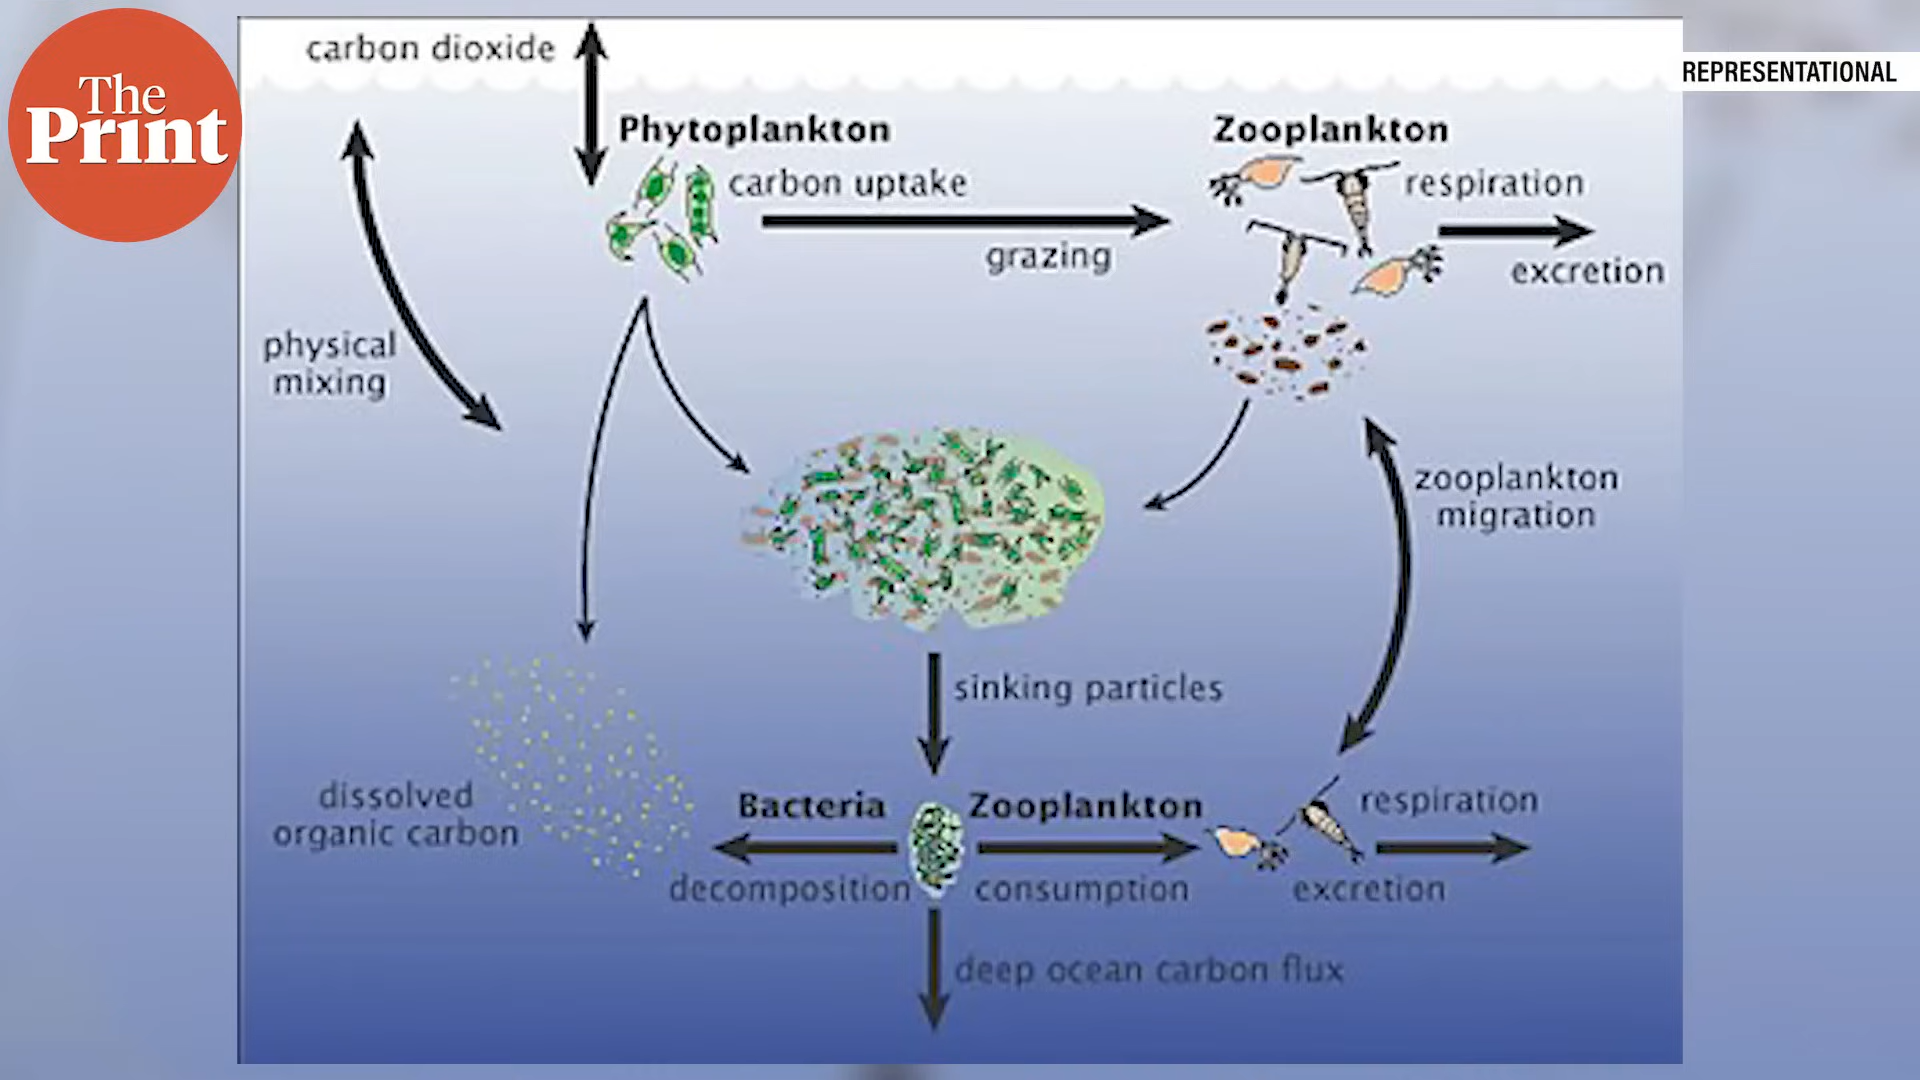 The
Print
REPRESENTATIONAL
carbon dioxide
Phytoplankton
carbon uptake
grazing
Zooplankton
respiration
excretion
physical
mixing
zooplankton
migration
sinking particles
dissolved
organic carbon
Bacteria
decomposition
Zooplankton
consumption
respiration
excretion
deep ocean carbon flux